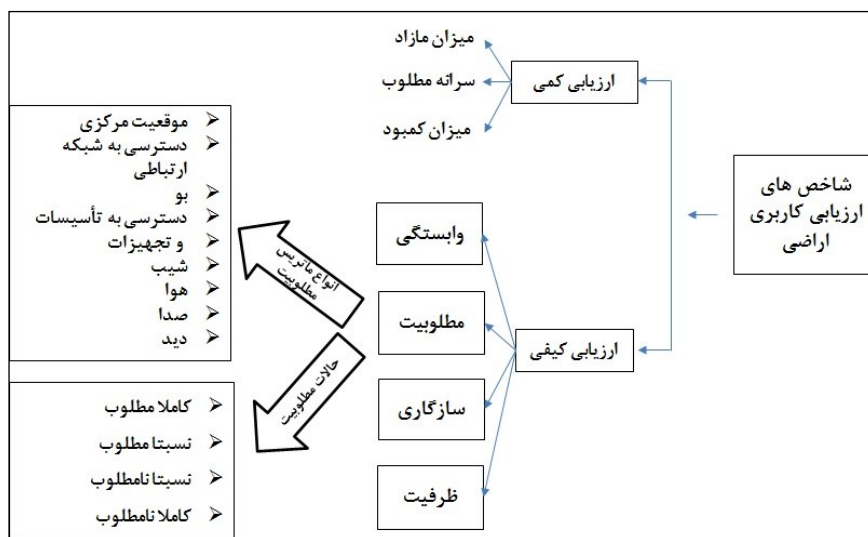 شاخص های
ارزیابی کاربری
اراضی
ارزیابی کمی
میزان مازاد
سرانه مطلوب
میزان کمبود
ارزیابی کیفی
وابستگی
مطلوبیت
سازگاری
ظرفیت
انواع ماتریس
مطلوبیت
موقعیت مرکزی
دسترسی به شبکه
ارتباطی
بو
دسترسی به تأسیسات
و تجهیزات
شیب
هوا
صدا
دید
حالات مطلوبیت
کاملا مطلوب
نسبتا مطلوب
نسبتا نامطلوب
کاملا نامطلوب